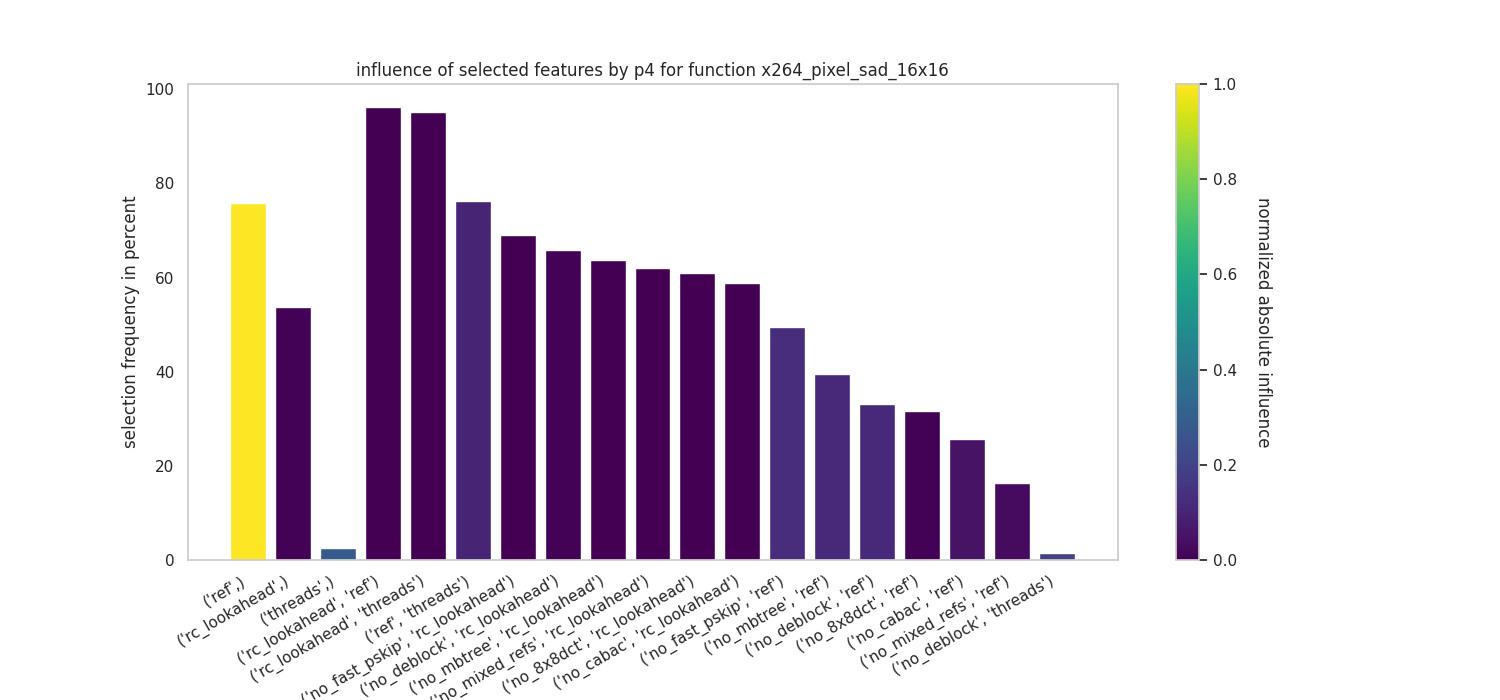 influence of selected features by p4 for function x264_pixel_sad_16x16
100
80
60
40
20
0
selection frequency in percent
('ref',)
('rc_lookahead',)
('threads',)
('rc_lookahead', 'ref')
('rc_lookahead', 'threads')
('ref', 'threads')
('no_fast_pskip', 'rc_lookahead')
('no_deblock', 'rc_lookahead')
('no_mbtree', 'rc_lookahead')
'no_mixed_refs', 'rc_lookahead')
('no_8x8dct', 'rc_lookahead')
('no_cabac', 'rc_lookahead')
('no_fast_pskip', 'ref')
('no_mbtree', 'ref')
('no_deblock', 'ref')
('no_8x8dct', 'ref')
('no_cabac', 'ref')
('no_mixed_refs', 'ref')
('no_deblock', 'threads')
1.0
0.8
0.6
0.4
0.2
0.0
normalized absolute influence